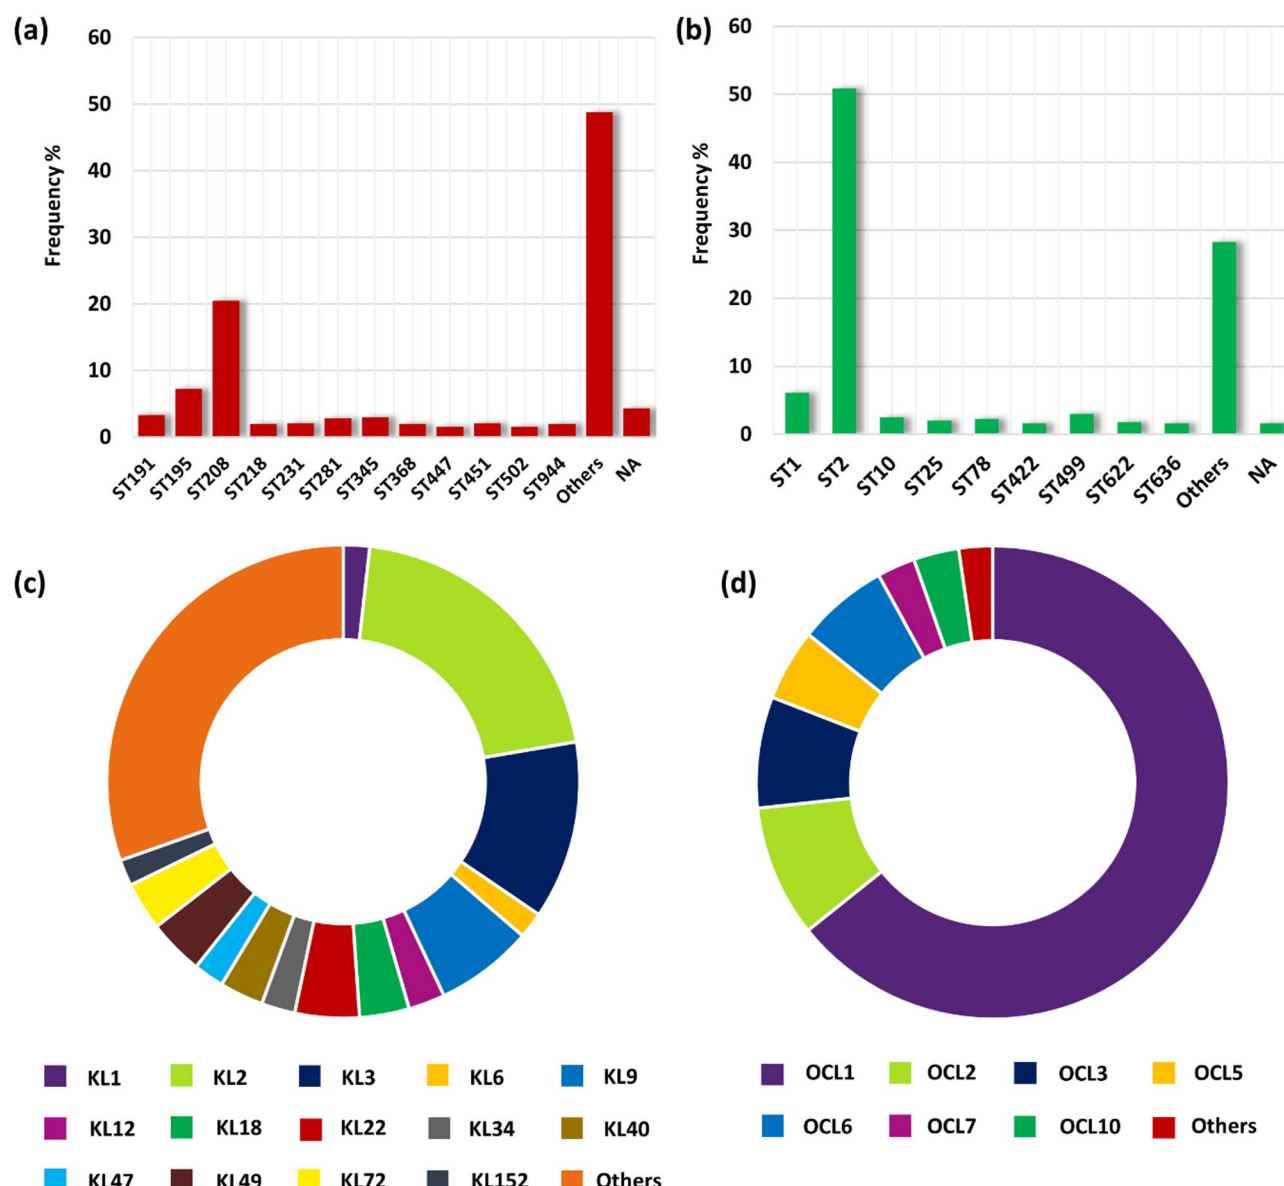 (a)
60
50
40
30
20
10
0
Frequency %
ST191 ST195 ST208 ST218 ST231 ST281 ST345 ST368 ST447 ST451 ST502 ST944 Others NA
(b)
60
50
40
30
20
10
0
Frequency %
ST1 ST2 ST10 ST25 ST78 ST422 ST499 ST622 ST636 Others NA
(c)
KL1 KL2 KL3 KL6 KL9
KL12 KL18 KL22 KL34 KL40
KL47 KL49 KL72 KL152 Others
(d)
OCL1 OCL2 OCL3 OCL5
OCL6 OCL7 OCL10 Others